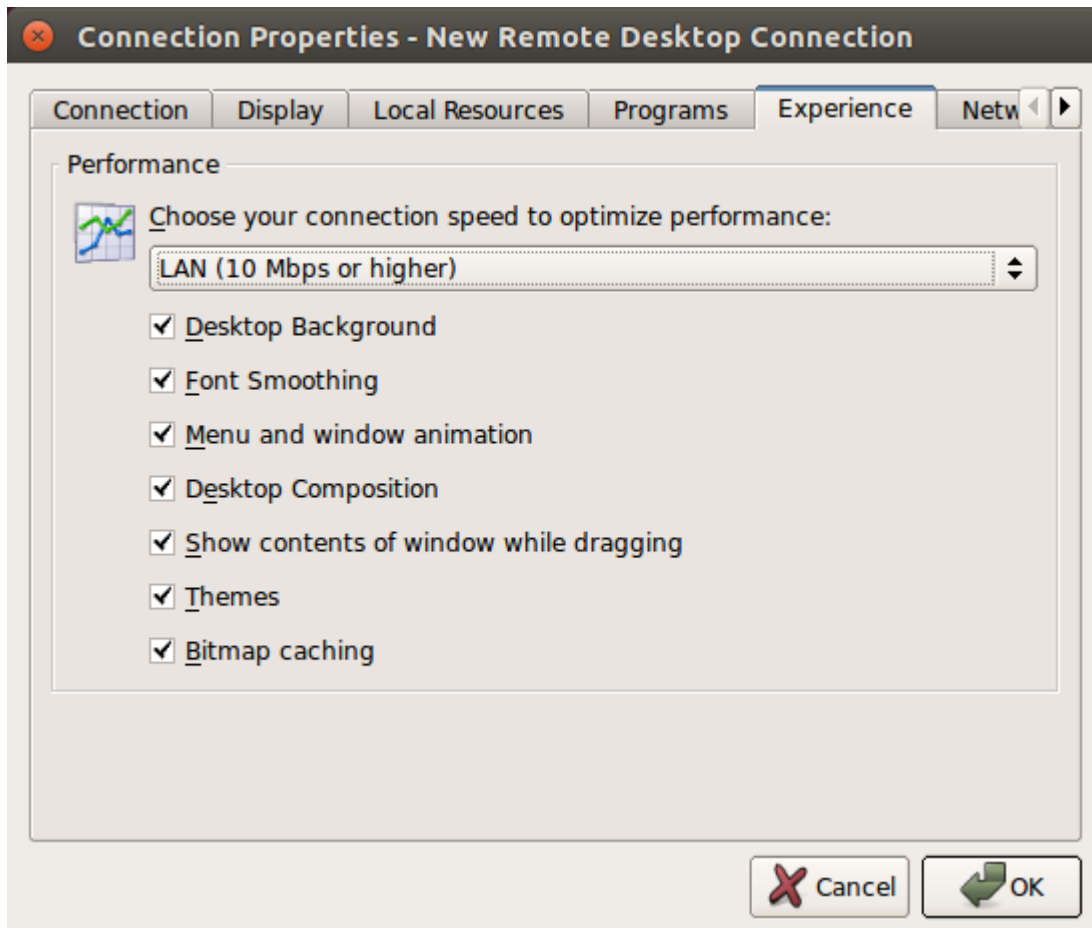 Connection Properties - New Remote Desktop Connection
Connection Display Local Resources Programs Experience Netw
Performance
Choose your connection speed to optimize performance:
LAN (10 Mbps or higher)
Desktop Background
Font Smoothing
Menu and window animation
Desktop Composition
Show contents of window while dragging
Themes
Bitmap caching
Cancel OK